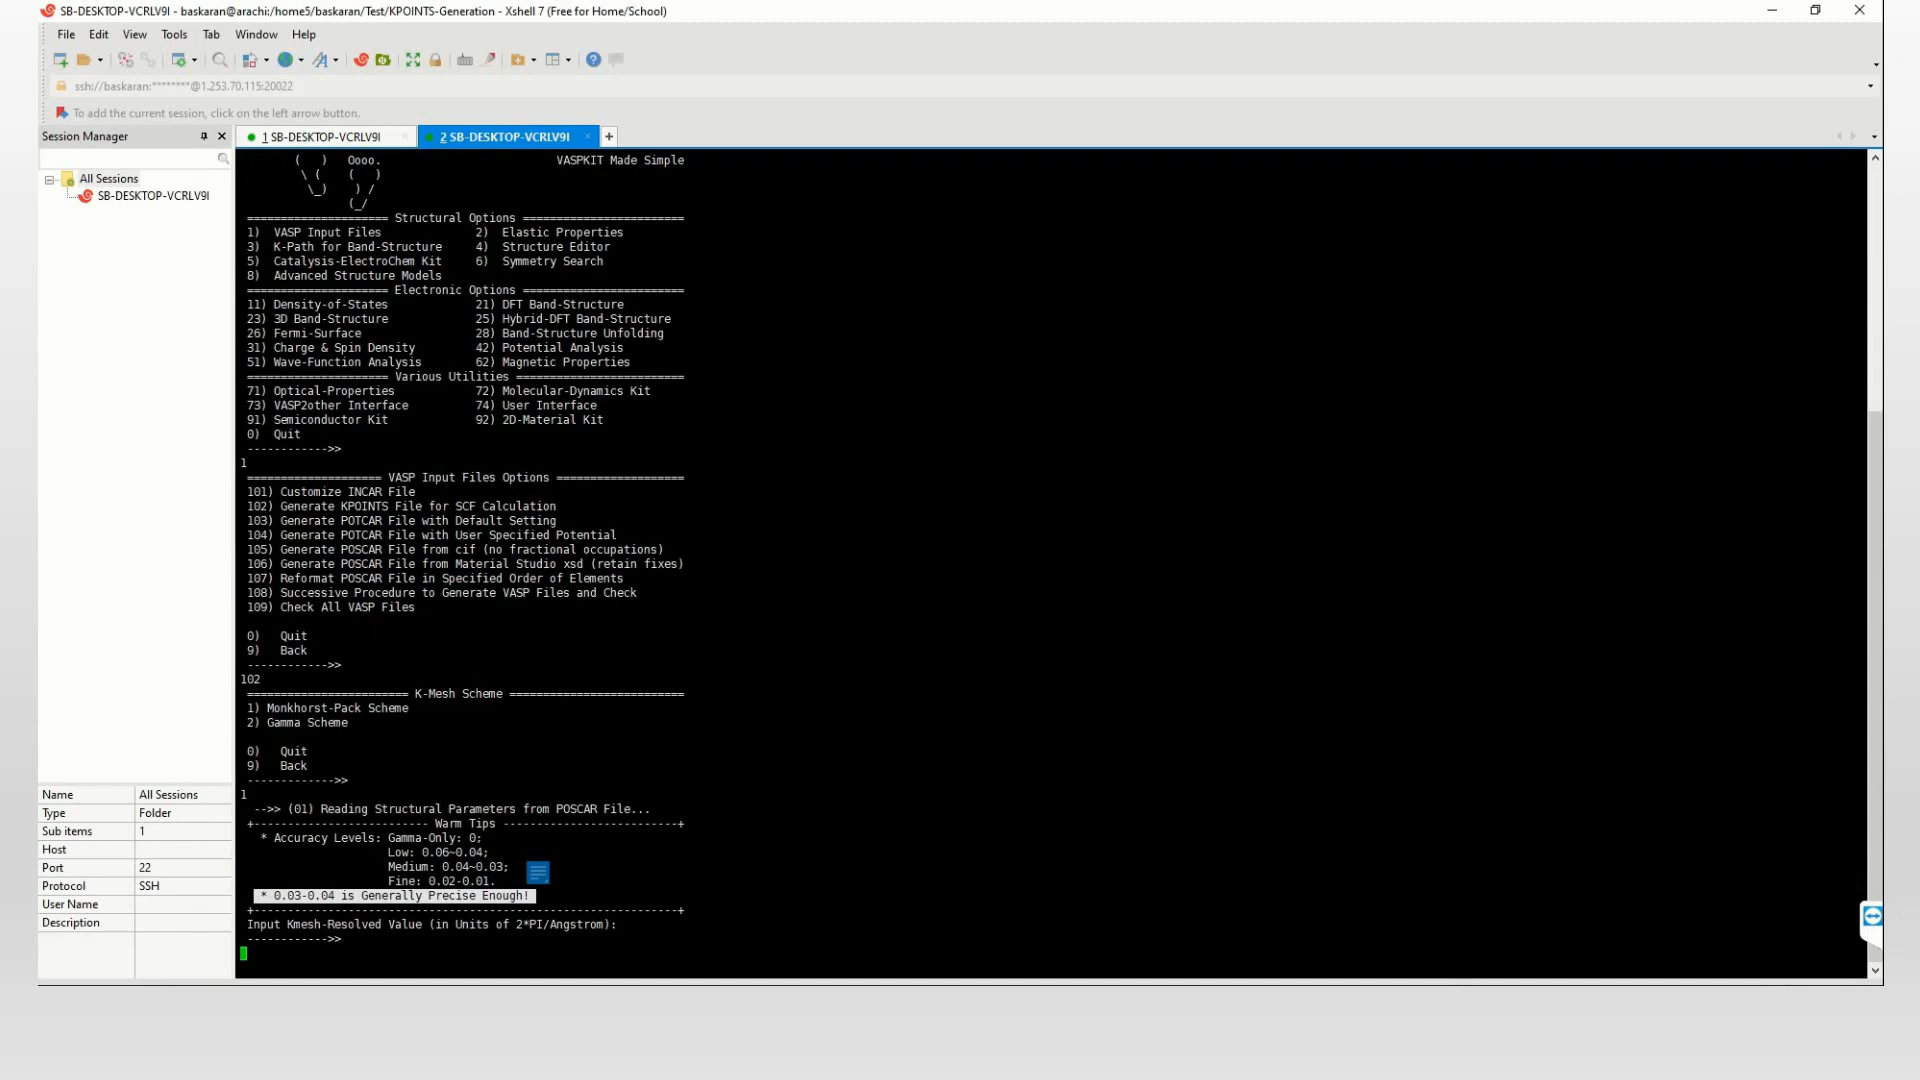 SB-DESKTOP-VCRLV9I - baskaran@arachi:/home5/baskaran/Test/KPOINTS-Generation - Xshell 7 (Free for Home/School)
File Edit View Tools Tab Window Help
ssh://baskaran:********@1.253.70.115:20022
To add the current session, click on the left arrow button.
Session Manager
1 SB-DESKTOP-VCRLV9I
2 SB-DESKTOP-VCRLV9I
All Sessions
SB-DESKTOP-VCRLV9I
( ) Oooo. VASPKIT Made Simple
\ ( ( )
\_) ) /
(_/
===================== Structural Options ========================
1) VASP Input Files 2) Elastic Properties
3) K-Path for Band-Structure 4) Structure Editor
5) Catalysis-ElectroChem Kit 6) Symmetry Search
8) Advanced Structure Models
===================== Electronic Options ========================
11) Density-of-States 21) DFT Band-Structure
23) 3D Band-Structure 25) Hybrid-DFT Band-Structure
26) Fermi-Surface 28) Band-Structure Unfolding
31) Charge & Spin Density 42) Potential Analysis
51) Wave-Function Analysis 62) Magnetic Properties
===================== Various Utilities =========================
71) Optical-Properties 72) Molecular-Dynamics Kit
73) VASP2other Interface 74) User Interface
91) Semiconductor Kit 92) 2D-Material Kit
0) Quit
------------>>
1
==================== VASP Input Files Options ===================
101) Customize INCAR File
102) Generate KPOINTS File for SCF Calculation
103) Generate POTCAR File with Default Setting
104) Generate POTCAR File with User Specified Potential
105) Generate POSCAR File from cif (no fractional occupations)
106) Generate POSCAR File from Material Studio xsd (retain fixes)
107) Reformat POSCAR File in Specified Order of Elements
108) Successive Procedure to Generate VASP Files and Check
109) Check All VASP Files
0) Quit
9) Back
------------>>
102
======================== K-Mesh Scheme ==========================
1) Monkhorst-Pack Scheme
2) Gamma Scheme
0) Quit
9) Back
------------->>
1
-->> (01) Reading Structural Parameters from POSCAR File...
+-------------------------- Warm Tips --------------------------+
* Accuracy Levels: Gamma-Only: 0;
Low: 0.06~0.04;
Medium: 0.04~0.03;
Fine: 0.02-0.01.
* 0.03-0.04 is Generally Precise Enough!
+---------------------------------------------------------------+
Input Kmesh-Resolved Value (in Units of 2*PI/Angstrom):
------------>>
Name All Sessions
Type Folder
Sub items 1
Host
Port 22
Protocol SSH
User Name
Description